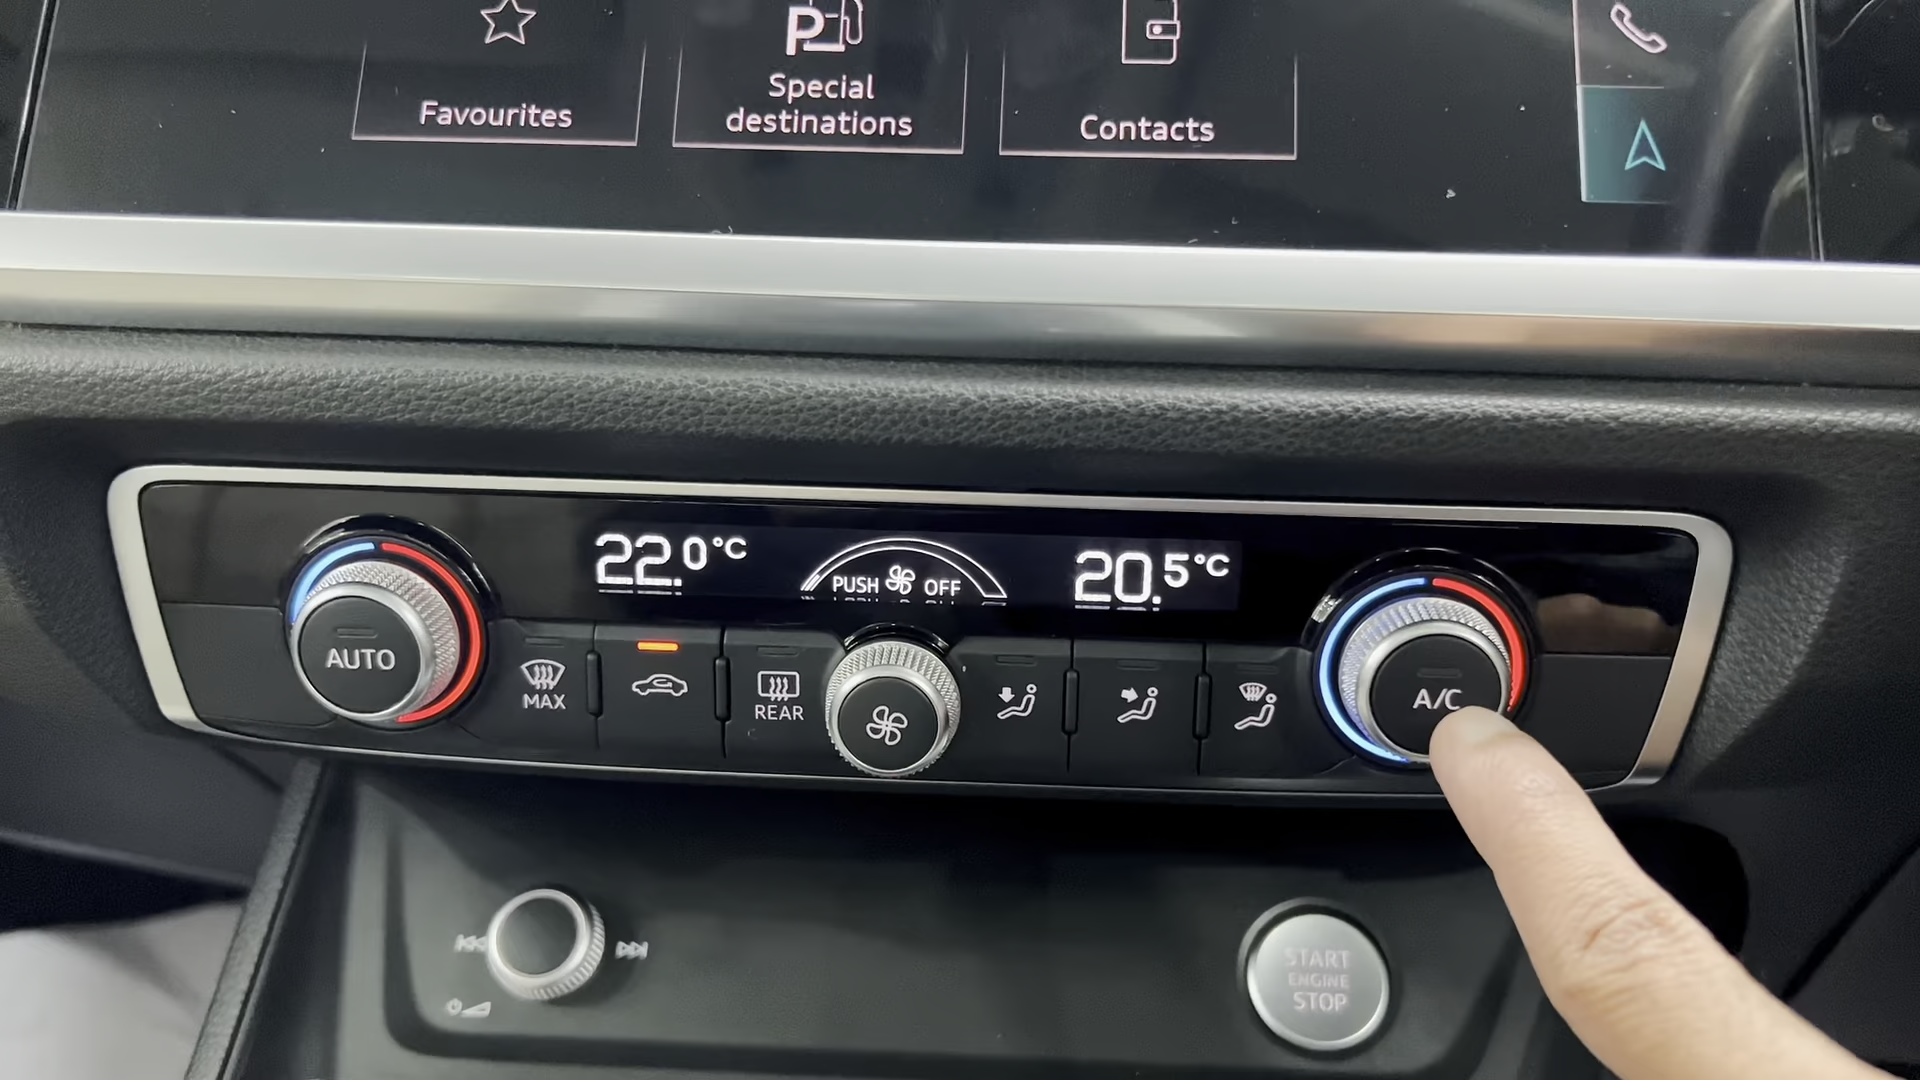 Favourites
Special
destinations
Contacts
22.0°C
PUSH OFF
20.5°C
AUTO
MAX
REAR
A/C
START
ENGINE
STOP